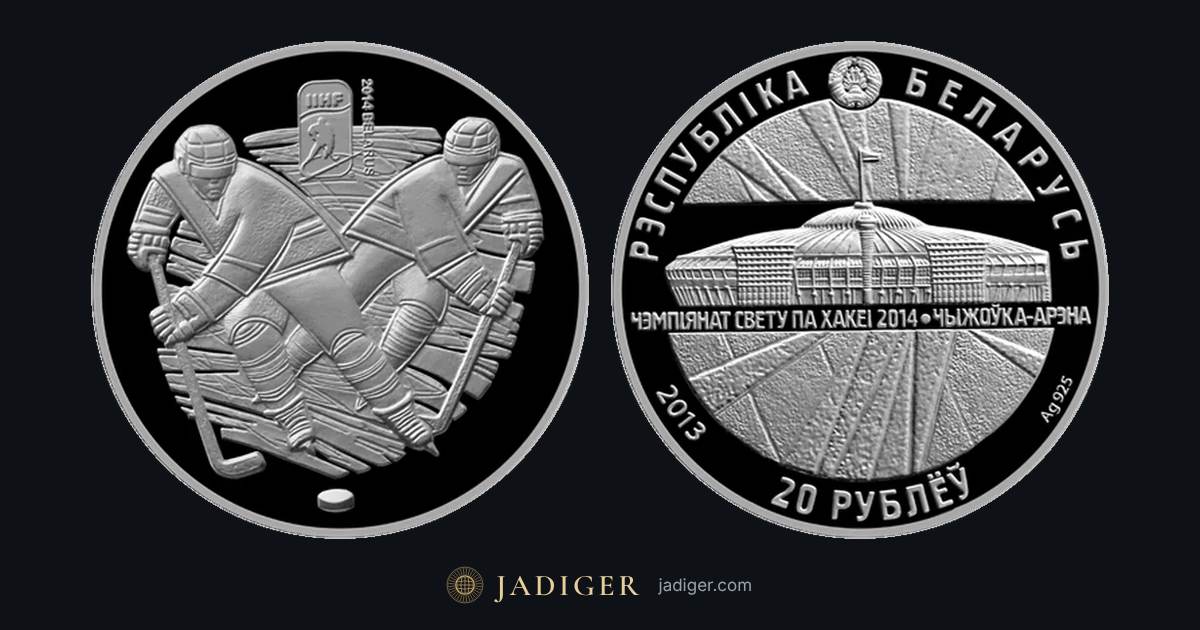 IIHF
2014 BELARUS
РЭСПУБЛІКА БЕЛАРУСЬ
ЧЭМПІЯНАТ СВЕТУ ПА ХАКЕІ 2014 • ЧЫЖОЎКА-АРЭНА
2013
Ag 925
20 РУБЛЁЎ
JADIGER jadiger.com